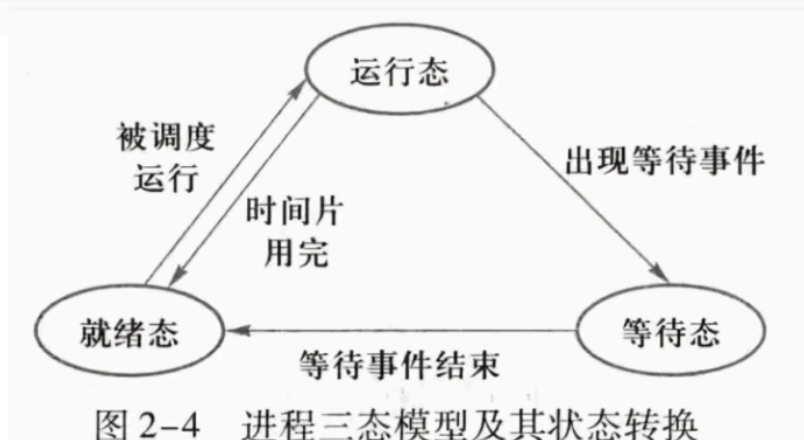 运行态
被调度
运行
出现等待事件
时间片
用完
就绪态
等待态
等待事件结束
图 2-4 进程三态模型及其状态转换